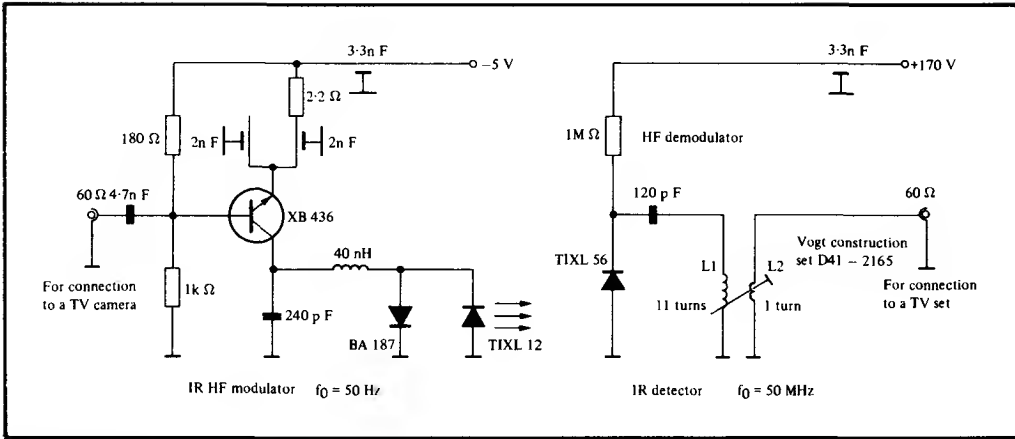 3·3n F
−5 V
2·2 Ω
180 Ω
2n F
2n F
60 Ω
4·7n F
XB 436
40 nH
For connection
to a TV camera
1k Ω
240 p F
BA 187
TIXL 12
IR HF modulator f0 = 50 Hz
3·3n F
+170 V
1M Ω
HF demodulator
120 p F
60 Ω
TIXL 56
L1
L2
Vogt construction
set D41 − 2165
11 turns
1 turn
For connection
to a TV set
IR detector f0 = 50 MHz